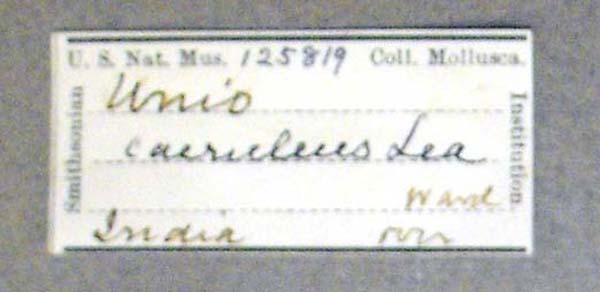 U. S. Nat. Mus. 125819 Coll. Mollusca.
Smithsonian
Institution.
Unio
caeruleus Lea
Ward
India